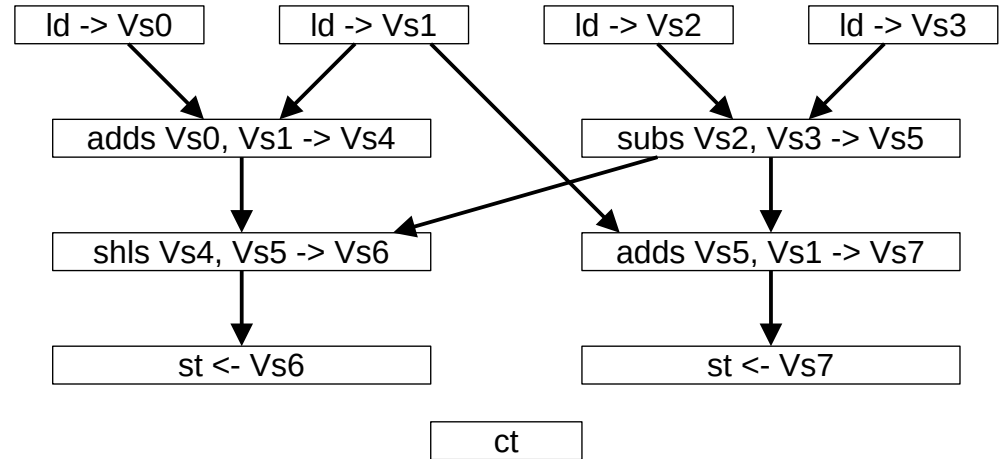 ld -> Vs0
ld -> Vs1
ld -> Vs2
ld -> Vs3
adds Vs0, Vs1 -> Vs4
subs Vs2, Vs3 -> Vs5
shls Vs4, Vs5 -> Vs6
adds Vs5, Vs1 -> Vs7
st <- Vs6
st <- Vs7
ct